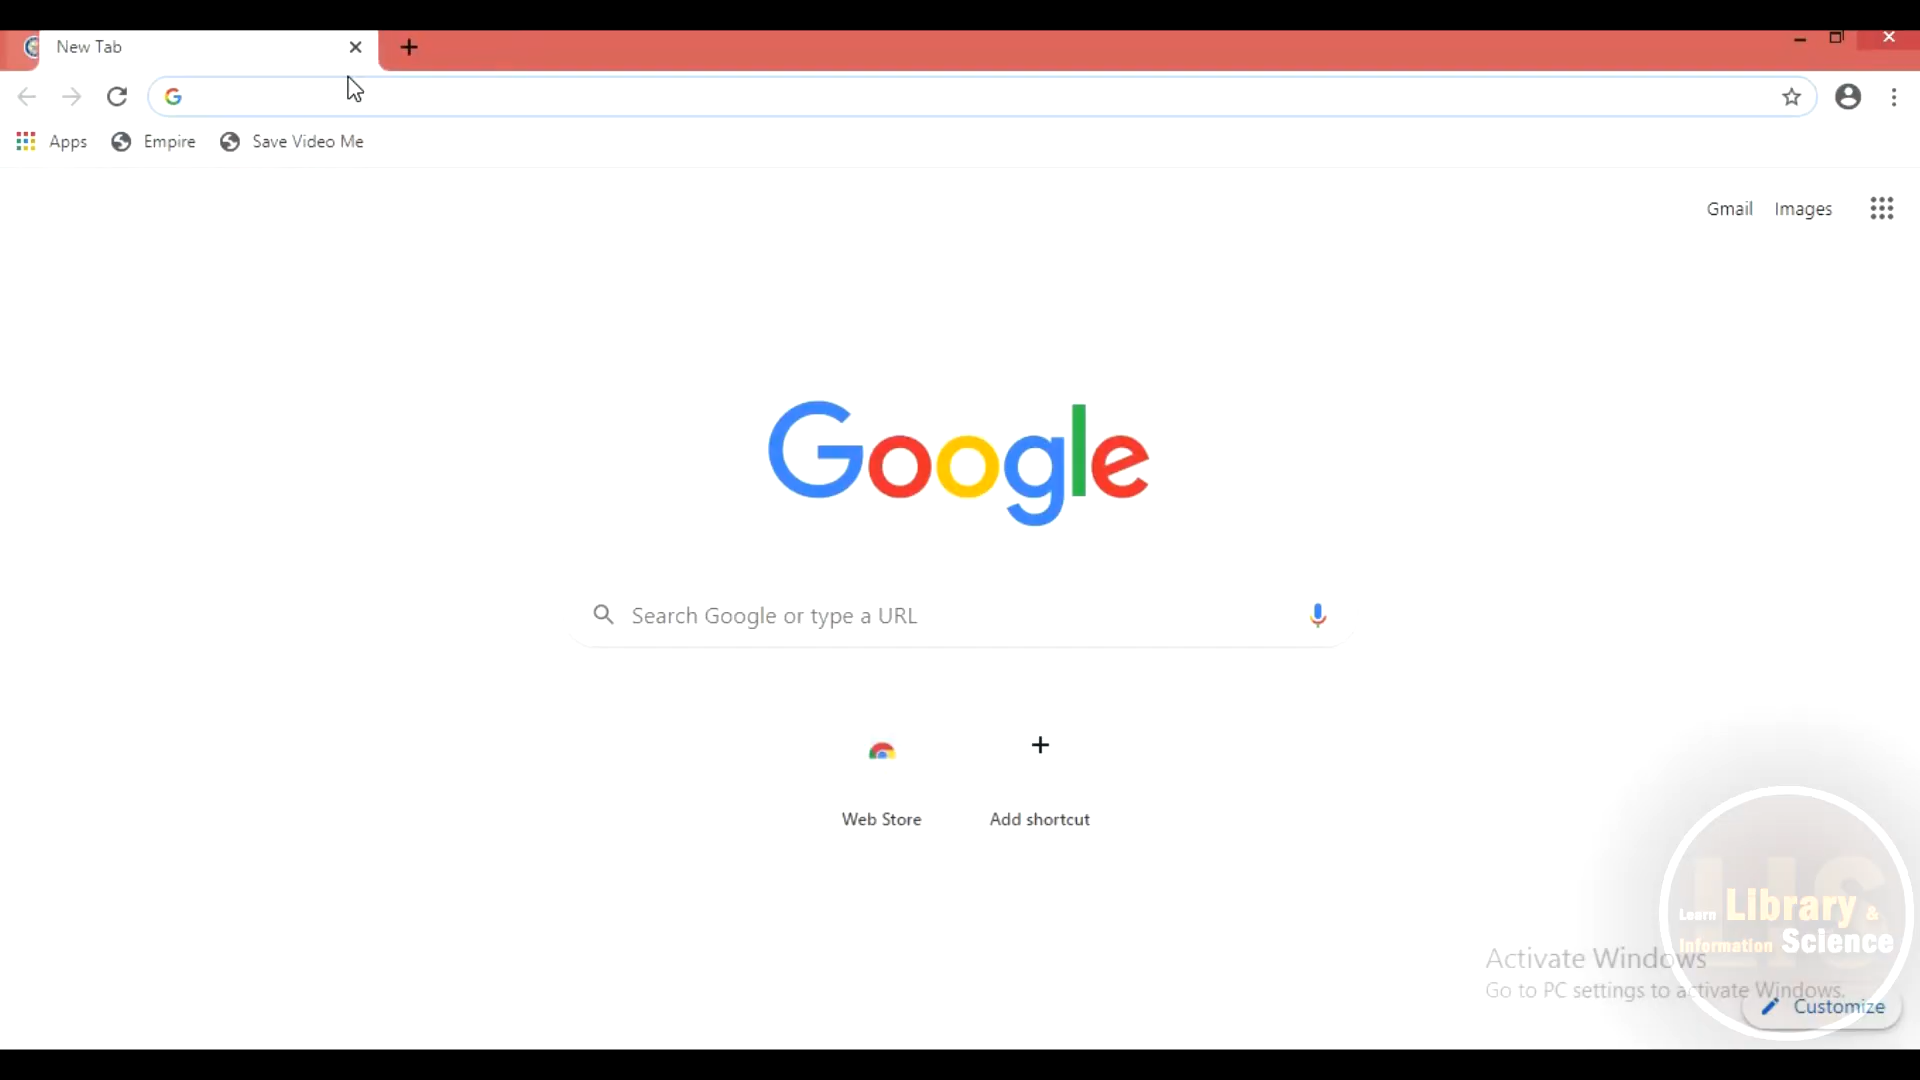 New Tab
Apps
Empire
Save Video Me
Gmail
Images
Google
Search Google or type a URL
Web Store
Add shortcut
LIS
Learn Library &
Information Science
Activate Windows
Go to PC settings to activate Windows.
Customize